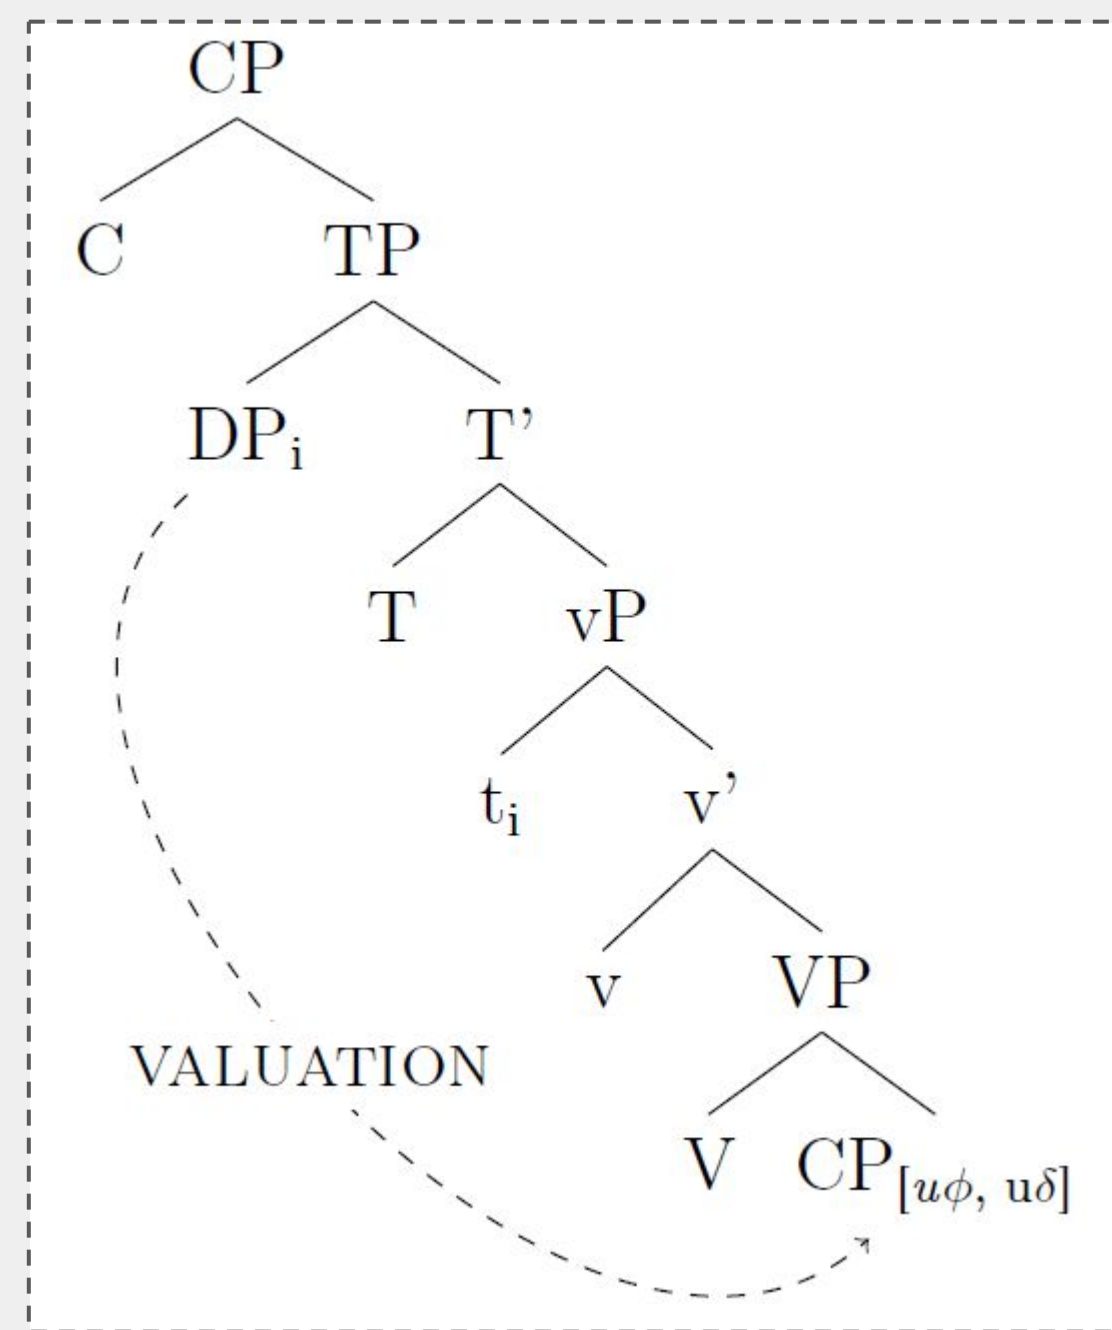 CP
C TP
DPi T’
T vP
ti v’
v VP
VALUATION
V CP[uϕ, uδ]